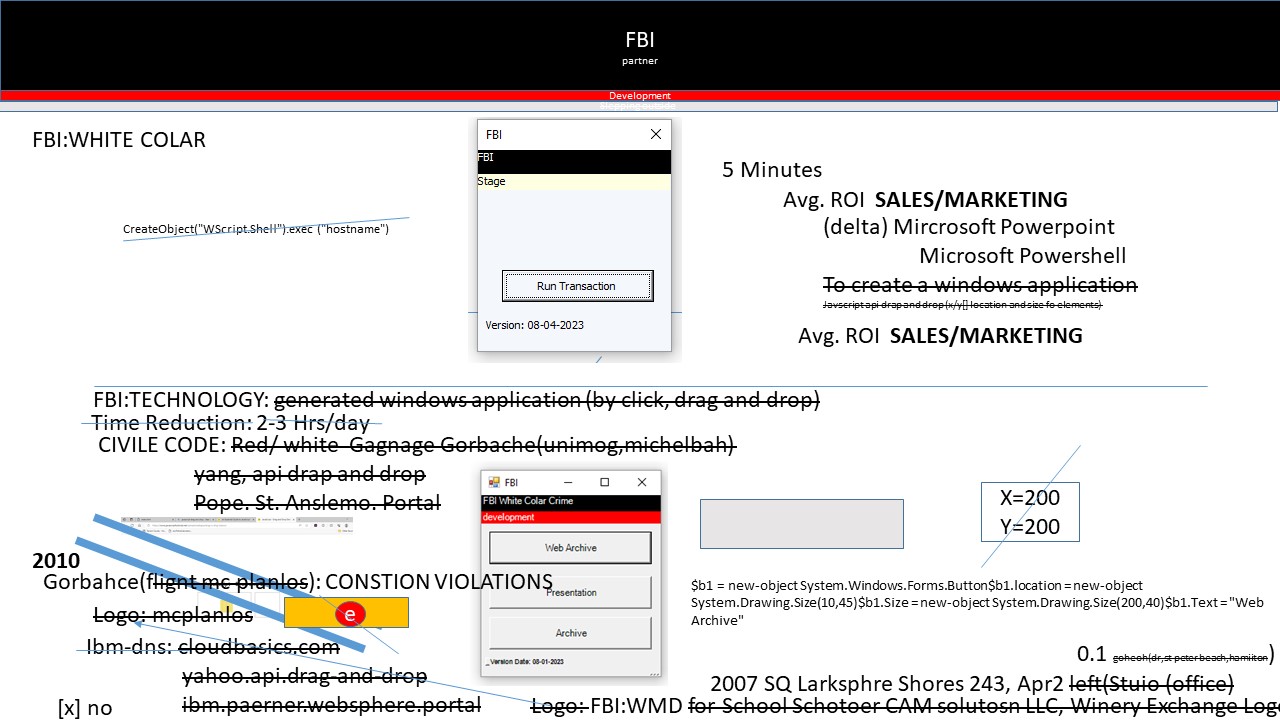 FBI
partner
Development
FBI:WHITE COLAR
FBI
FBI
Stage
Run Transaction
Version: 08-04-2023
CreateObject("WScript.Shell").exec ("hostname")
5 Minutes
Avg. ROI SALES/MARKETING
(delta) Mircrosoft Powerpoint
Microsoft Powershell
To create a windows application
Javscript api drap and drop (x/y[] location and size fo elements)
Avg. ROI SALES/MARKETING
FBI:TECHNOLOGY: generated windows application (by click, drag and drop)
Time Reduction: 2-3 Hrs/day
CIVILE CODE: Red/ white Gagnage Gorbache(unimog,michelbah)
yang, api drap and drop
Pope. St. Anslemo. Portal
FBI
FBI White Colar Crime
development
Web Archive
Presentation
Archive
_Version Date: 08-01-2023
X=200
Y=200
2010
Gorbahce(flignt mc planlos): CONSTION VIOLATIONS
Logo: mcplanlos
e
Ibm-dns: cloudbasics.com
yahoo.api.drag-and-drop
[x] no
ibm.paerner.websphere.portal
$b1 = new-object System.Windows.Forms.Button$b1.location = new-object
System.Drawing.Size(10,45)$b1.Size = new-object System.Drawing.Size(200,40)$b1.Text = "Web
Archive"
0.1 goheoh(dr,st peter beach,hamilton)
2007 SQ Larksphre Shores 243, Apr2 left(Stuio (office)
Logo: FBI:WMD for School Schotoer CAM solutosn LLC, Winery Exchange Log